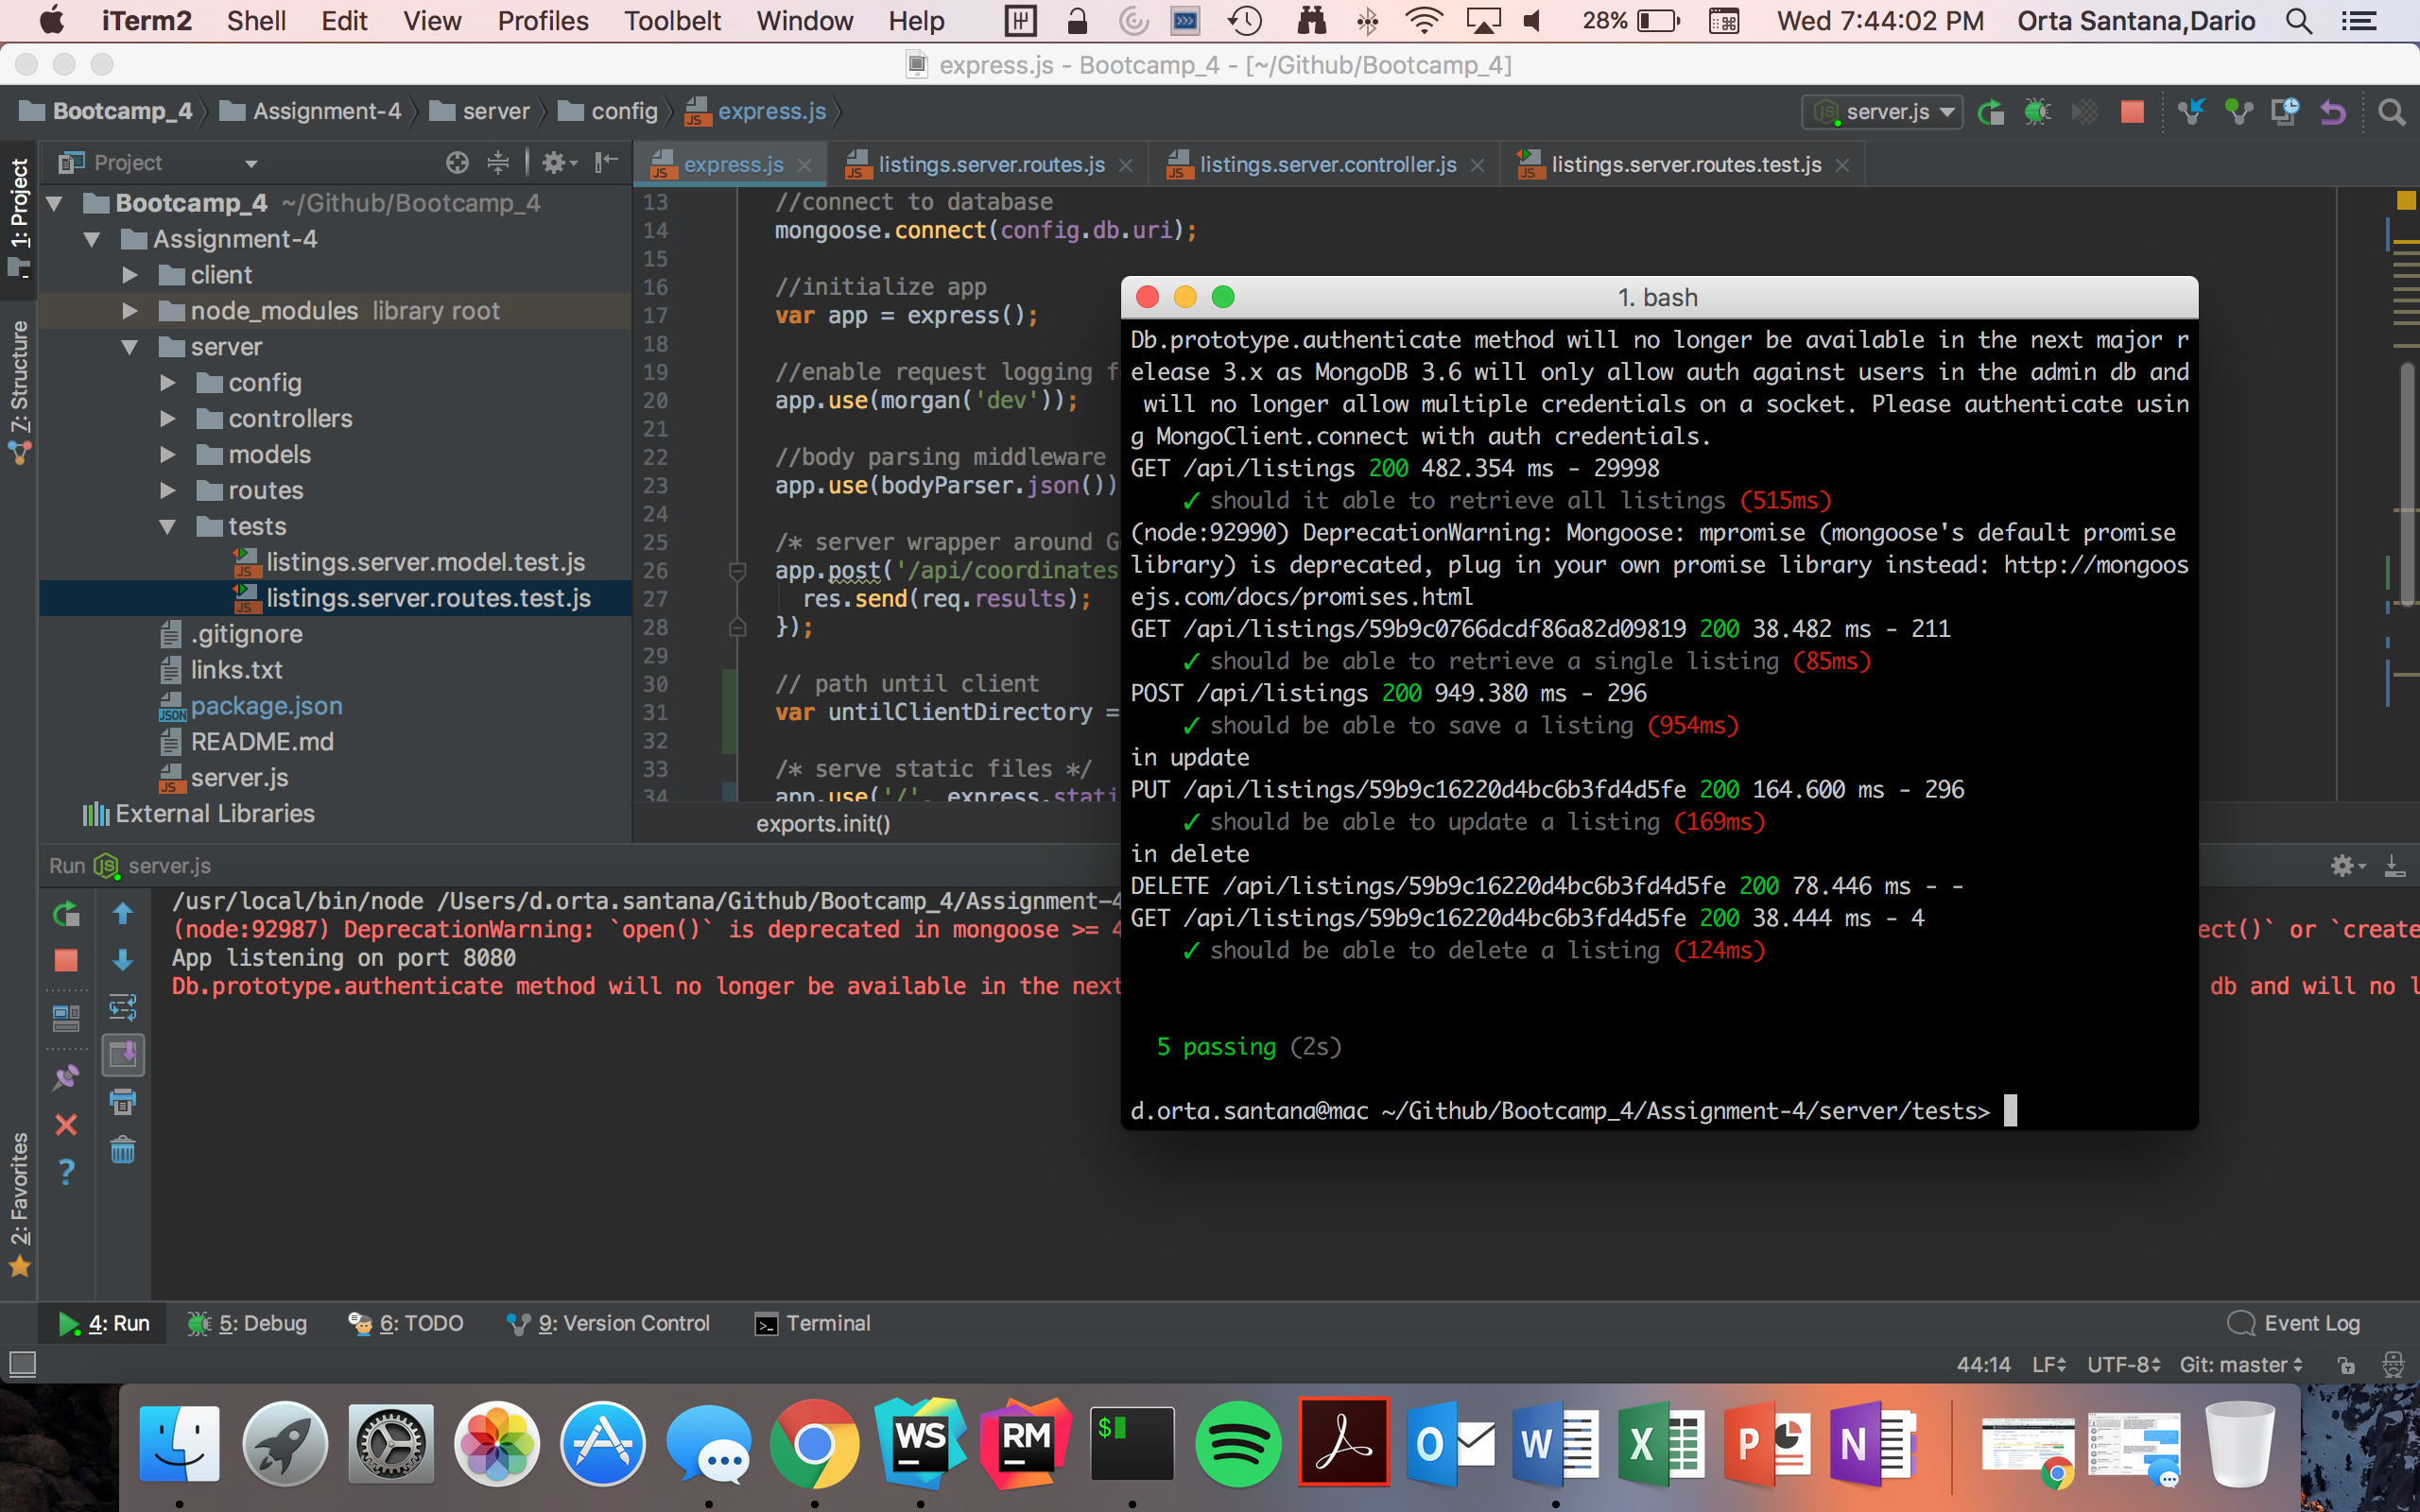 iTerm2 Shell Edit View Profiles Toolbelt Window Help 28% Wed 7:44:02 PM Orta Santana,Dario
express.js - Bootcamp_4 - [~/Github/Bootcamp_4]
Bootcamp_4 Assignment-4 server config express.js server.js
Project express.js listings.server.routes.js listings.server.controller.js listings.server.routes.test.js
1: Project
Z: Structure
2: Favorites
Bootcamp_4 ~/Github/Bootcamp_4
Assignment-4
client
node_modules library root
server
config
controllers
models
routes
tests
listings.server.model.test.js
listings.server.routes.test.js
.gitignore
links.txt
package.json
README.md
server.js
External Libraries
13 //connect to database
14 mongoose.connect(config.db.uri);
15
16 //initialize app
17 var app = express();
18
19 //enable request logging f
20 app.use(morgan('dev'));
21
22 //body parsing middleware
23 app.use(bodyParser.json())
24
25 /* server wrapper around G
26 app.post('/api/coordinates
27 res.send(req.results);
28 });
29
30 // path until client
31 var untilClientDirectory =
32
33 /* serve static files */
34 app.use('/', express.stati
exports.init()
1. bash
Db.prototype.authenticate method will no longer be available in the next major r
elease 3.x as MongoDB 3.6 will only allow auth against users in the admin db and
will no longer allow multiple credentials on a socket. Please authenticate usin
g MongoClient.connect with auth credentials.
GET /api/listings 200 482.354 ms - 29998
✓ should it able to retrieve all listings (515ms)
(node:92990) DeprecationWarning: Mongoose: mpromise (mongoose's default promise
library) is deprecated, plug in your own promise library instead: http://mongoos
ejs.com/docs/promises.html
GET /api/listings/59b9c0766dcdf86a82d09819 200 38.482 ms - 211
✓ should be able to retrieve a single listing (85ms)
POST /api/listings 200 949.380 ms - 296
✓ should be able to save a listing (954ms)
in update
PUT /api/listings/59b9c16220d4bc6b3fd4d5fe 200 164.600 ms - 296
✓ should be able to update a listing (169ms)
in delete
DELETE /api/listings/59b9c16220d4bc6b3fd4d5fe 200 78.446 ms - -
GET /api/listings/59b9c16220d4bc6b3fd4d5fe 200 38.444 ms - 4
✓ should be able to delete a listing (124ms)
5 passing (2s)
d.orta.santana@mac ~/Github/Bootcamp_4/Assignment-4/server/tests>
Run server.js
/usr/local/bin/node /Users/d.orta.santana/Github/Bootcamp_4/Assignment-4
(node:92987) DeprecationWarning: `open()` is deprecated in mongoose >= 4 ect()` or `create
App listening on port 8080
Db.prototype.authenticate method will no longer be available in the next db and will no l
4: Run 5: Debug 6: TODO 9: Version Control Terminal Event Log
44:14 LF UTF-8 Git: master
WS RM $ O W X P N